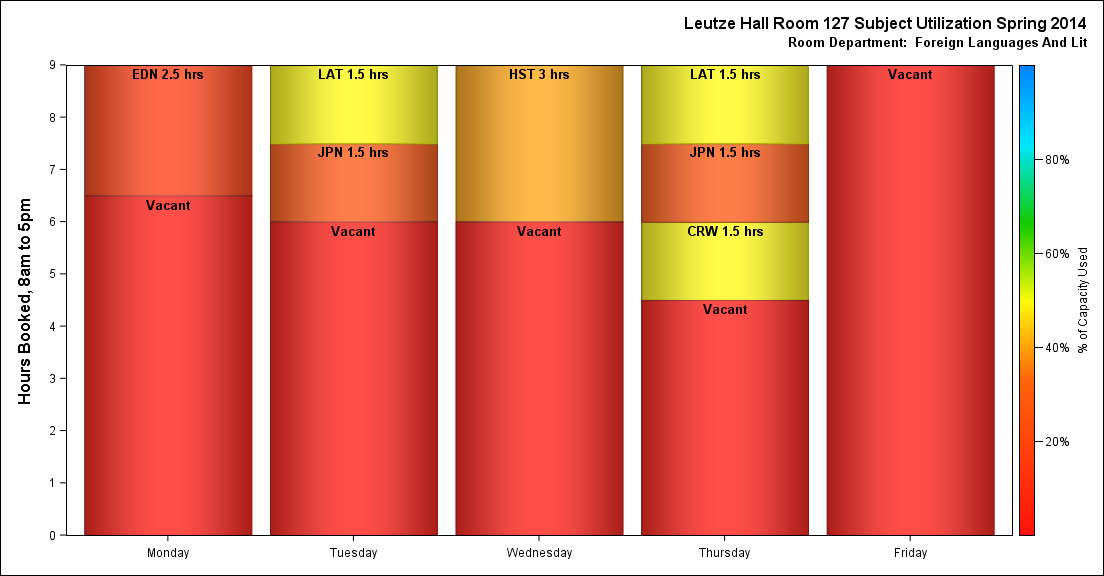 Leutze Hall Room 127 Subject Utilization Spring 2014
Room Department:  Foreign Languages And Lit
Hours Booked, 8am to 5pm
9
8
7
6
5
4
3
2
1
0
EDN 2.5 hrs
Vacant
LAT 1.5 hrs
JPN 1.5 hrs
Vacant
HST 3 hrs
Vacant
LAT 1.5 hrs
JPN 1.5 hrs
CRW 1.5 hrs
Vacant
Vacant
Monday
Tuesday
Wednesday
Thursday
Friday
80%
60%
40%
20%
% of Capacity Used